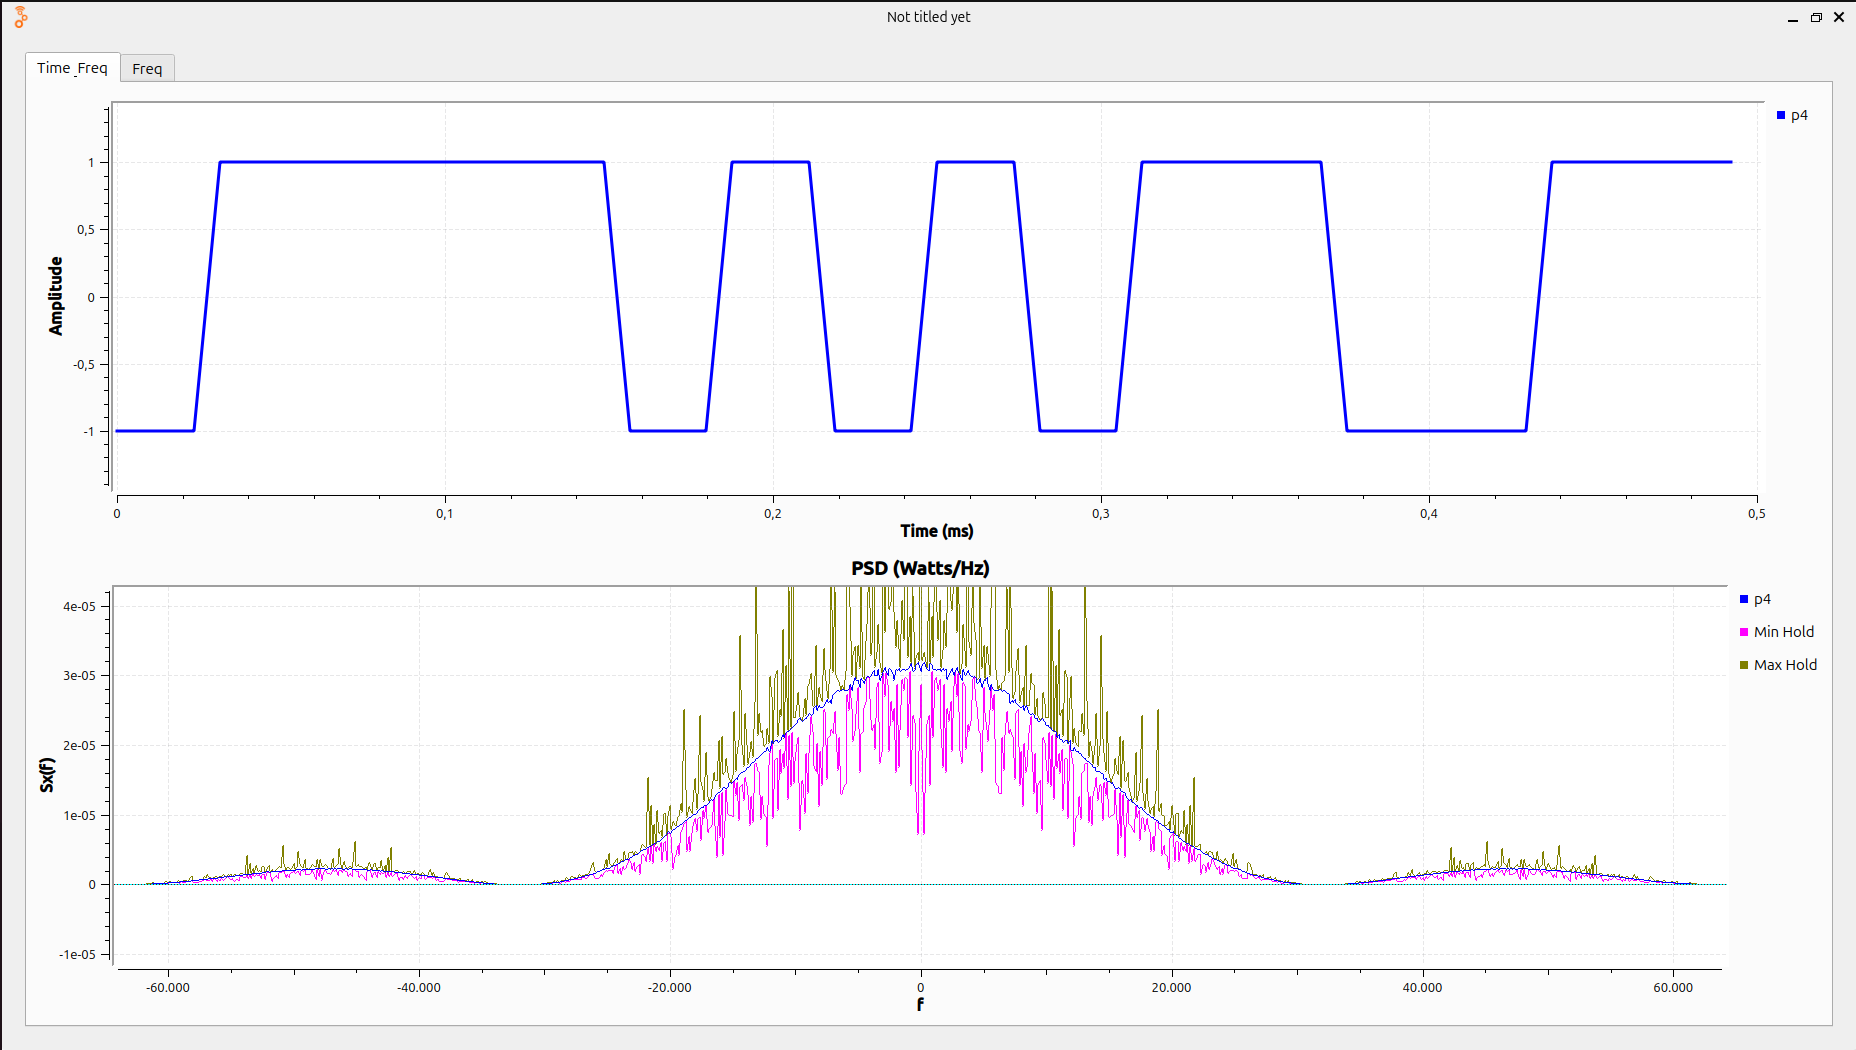 Not titled yet
Time_Freq
Freq
p4
1
0,5
0
-0,5
-1
Amplitude
0 0,1 0,2 0,3 0,4 0,5
Time (ms)
PSD (Watts/Hz)
p4
Min Hold
Max Hold
4e-05
3e-05
2e-05
1e-05
0
-1e-05
Sx(f)
-60.000 -40.000 -20.000 0 20.000 40.000 60.000
f